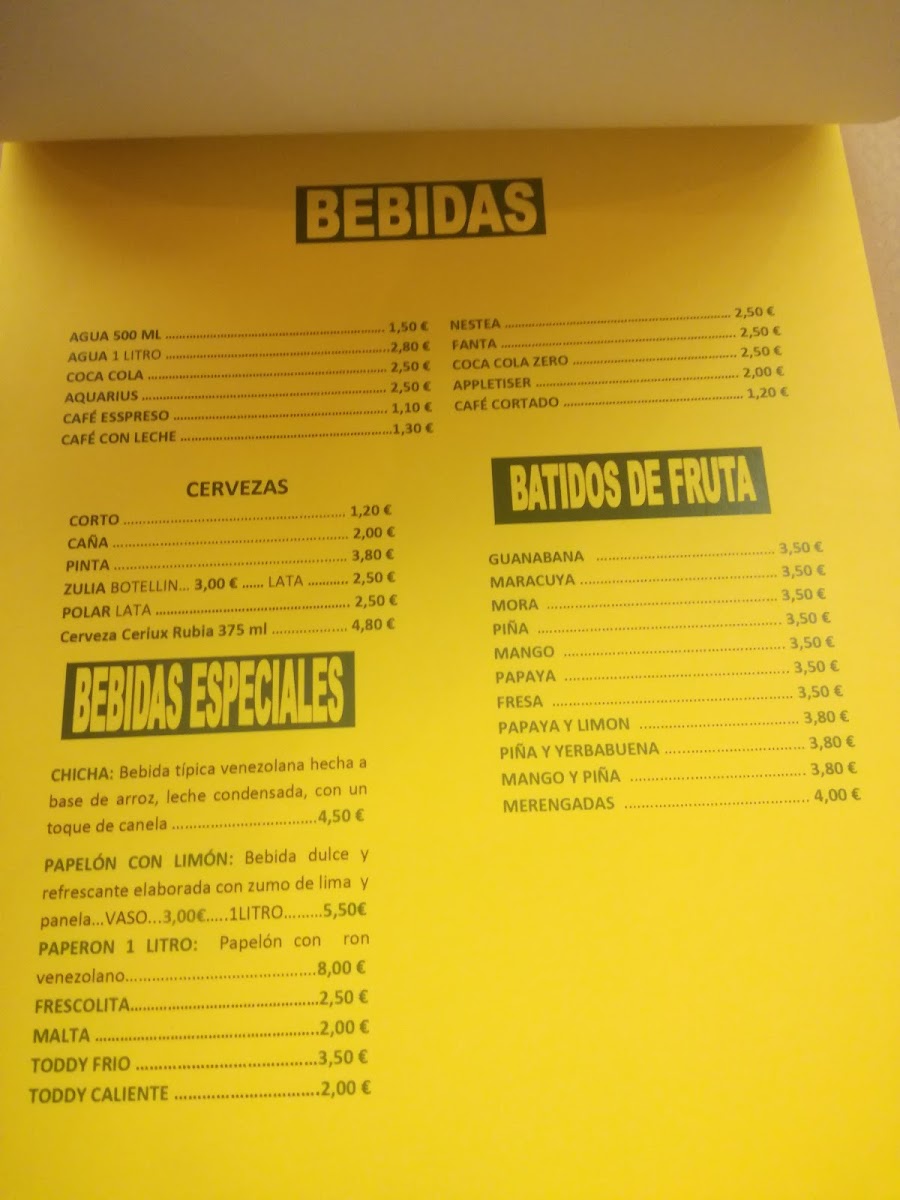 BEBIDAS
AGUA 500 ML ........................................ 1,50 €
AGUA 1 LITRO ........................................2,80 €
COCA COLA ........................................ 2,50 €
AQUARIUS ........................................ 2,50 €
CAFÉ ESSPRESO ........................................ 1,10 €
CAFÉ CON LECHE ........................................1,30 €
NESTEA ........................................ 2,50 €
FANTA ........................................ 2,50 €
COCA COLA ZERO ........................................ 2,50 €
APPLETISER ........................................ 2,00 €
CAFÉ CORTADO ........................................ 1,20 €
CERVEZAS
CORTO ........................................ 1,20 €
CAÑA ........................................ 2,00 €
PINTA ........................................ 3,80 €
ZULIA BOTELLIN... 3,00 € ...... LATA .......... 2,50 €
POLAR LATA ........................................ 2,50 €
Cerveza Ceriux Rubia 375 ml .................. 4,80 €
BATIDOS DE FRUTA
GUANABANA ........................................ 3,50 €
MARACUYA ........................................ 3,50 €
MORA ........................................ 3,50 €
PIÑA ........................................ 3,50 €
MANGO ........................................ 3,50 €
PAPAYA ........................................ 3,50 €
FRESA ........................................ 3,50 €
PAPAYA Y LIMON .................................. 3,80 €
PIÑA Y YERBABUENA .............................. 3,80 €
MANGO Y PIÑA ..................................... 3,80 €
MERENGADAS ....................................... 4,00 €
BEBIDAS ESPECIALES
CHICHA: Bebida típica venezolana hecha a
base de arroz, leche condensada, con un
toque de canela ................................4,50 €
PAPELÓN CON LIMÓN: Bebida dulce y
refrescante elaborada con zumo de lima y
panela...VASO...3,00€.....1LITRO.........5,50€
PAPERON 1 LITRO: Papelón con ron
venezolano..........................................8,00 €
FRESCOLITA.........................................2,50 €
MALTA ................................................2,00 €
TODDY FRIO .......................................3,50 €
TODDY CALIENTE ................................2,00 €